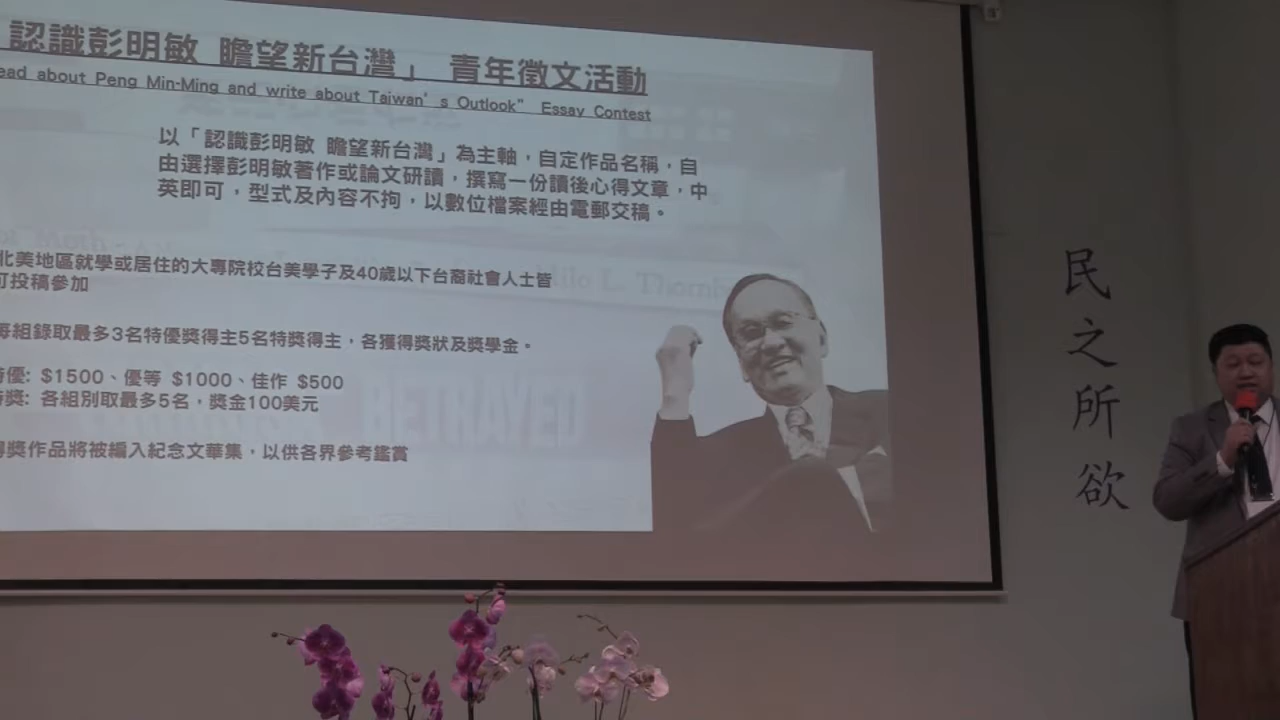 認識彭明敏 瞻望新台灣」 青年徵文活動
ead about Peng Min-Ming and write about Taiwan's Outlook" Essay Contest
以「認識彭明敏 瞻望新台灣」為主軸，自定作品名稱，自
由選擇彭明敏著作或論文研讀，撰寫一份讀後心得文章，中
英即可，型式及內容不拘，以數位檔案經由電郵交稿。
北美地區就學或居住的大專院校台美學子及40歲以下台裔社會人士皆
可投稿參加
每組錄取最多3名特優獎得主5名特獎得主，各獲得獎狀及獎學金。
特優: $1500、優等 $1000、佳作 $500
特獎: 各組別取最多5名，獎金100美元
得獎作品將被編入紀念文華集，以供各界參考鑑賞
BETRAYED
民之所欲